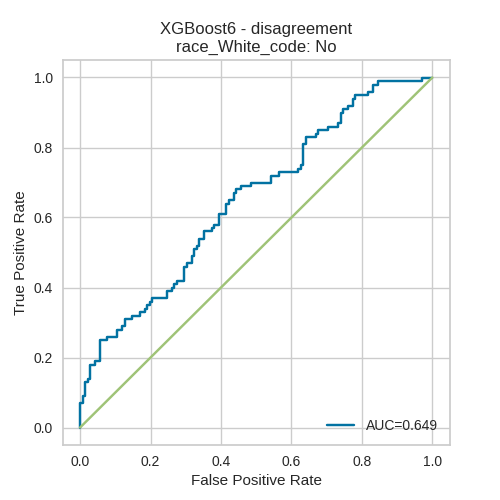 XGBoost6 - disagreement
race_White_code: No
True Positive Rate
1.0
0.8
0.6
0.4
0.2
0.0
AUC=0.649
0.0 0.2 0.4 0.6 0.8 1.0
False Positive Rate